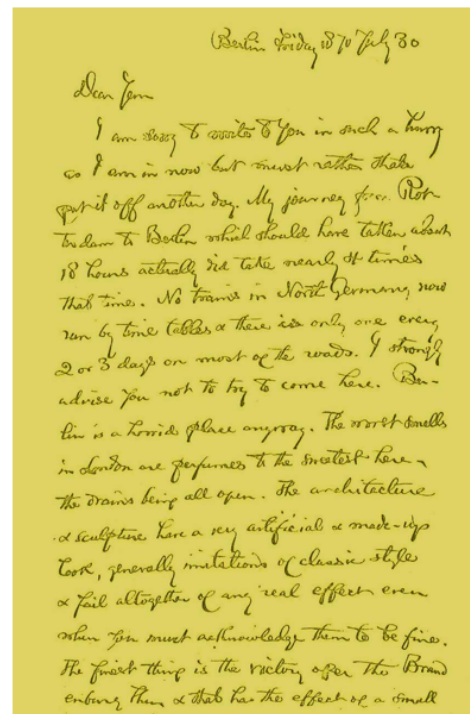 Berlin Friday 1870 July 30
Dear Jem
I am sorry to write to you in such a hurry
as I am in now but must rather than
put it off another day. My journey from Rot-
terdam to Berlin which should have taken about
18 hours actually did take nearly times
that time. No trains in North Germany now
run by time tables & there is only one every
2 or 3 days on most of the roads. I strongly
advise you not to try to come here. Ber-
lin is a horrid place anyway. The worst smells
in London are perfumes to the sweetest here -
the drains being all open. The architecture
& sculpture have a very artificial & made-up
look, generally imitations of classic style
& fail altogether of any real effect even
when you must acknowledge them to be fine.
The finest thing is the Victory the Brand
enburg & that has the effect of a small